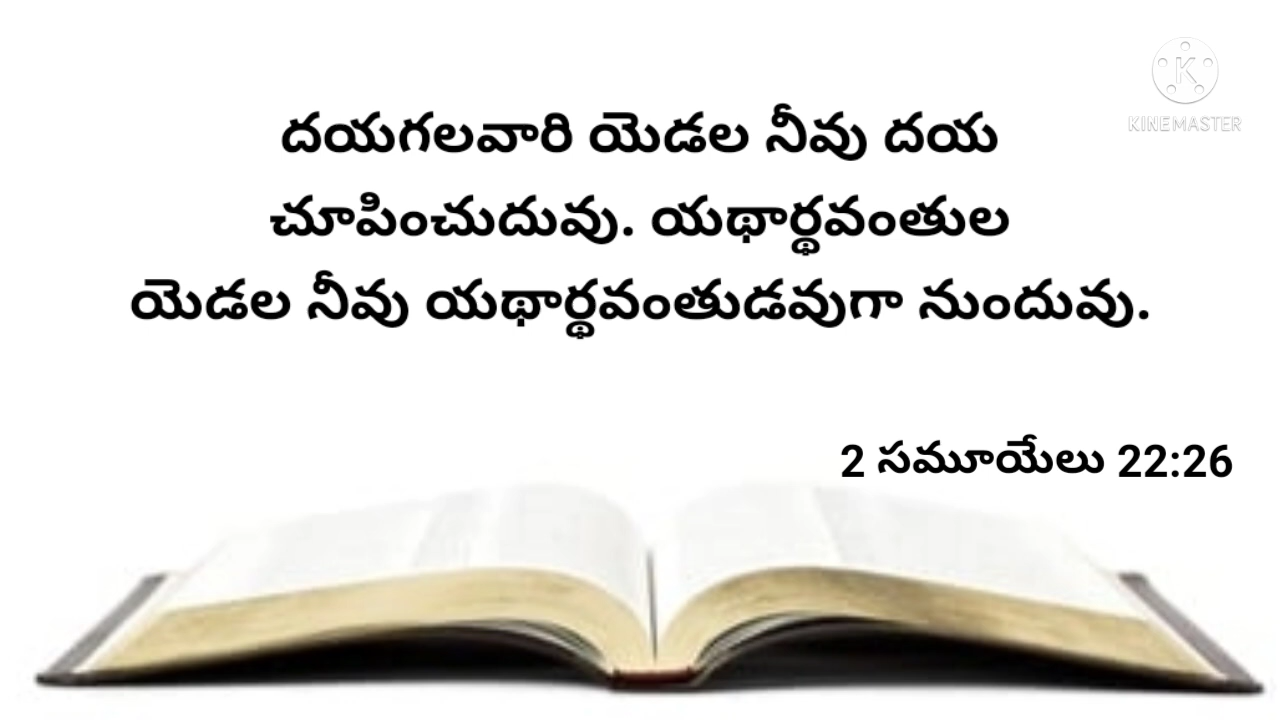 KINEMASTER
దయగలవారి యెడల నీవు దయ
చూపించుదువు. యథార్థవంతుల
యెడల నీవు యథార్థవంతుడవుగా నుందువు.
2 సమూయేలు 22:26